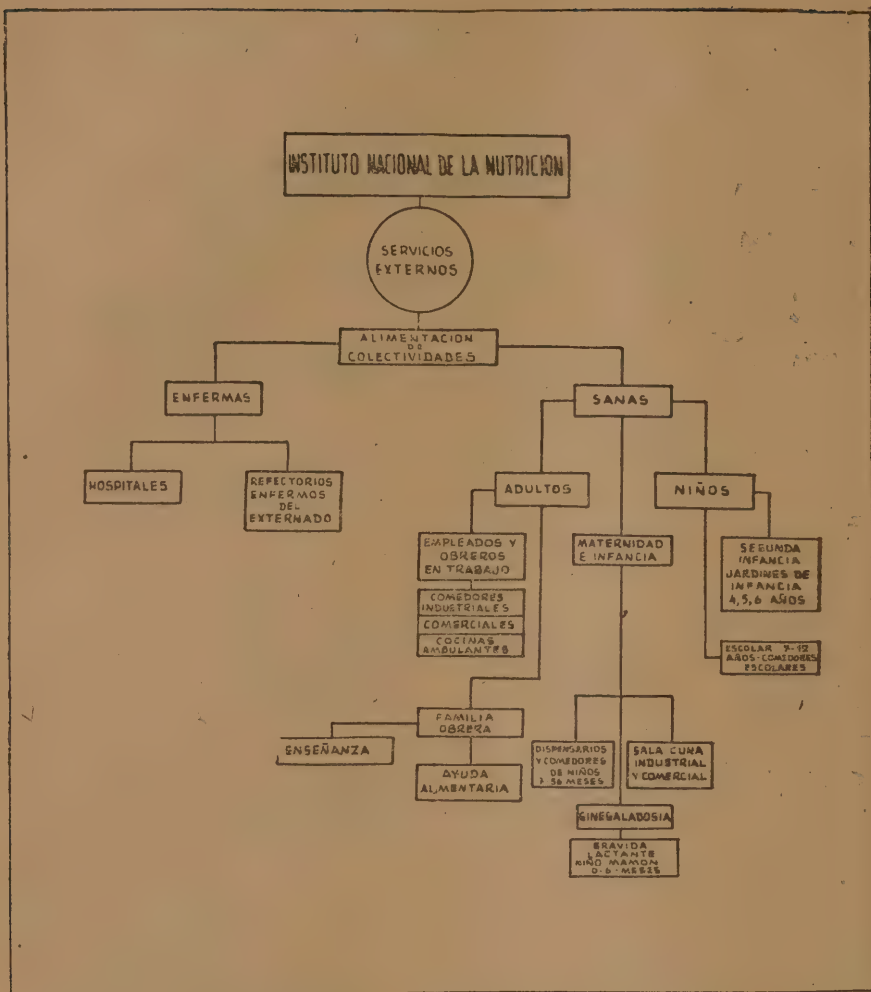 INSTITUTO NACIONAL DE LA NUTRICION
SERVICIOS
EXTERNOS
ALIMENTACION
DE
COLECTIVIDADES
ENFERMAS
SANAS
HOSPITALES
REFECTORIOS
ENFERMOS
DEL
EXTERNADO
ADULTOS
NIÑOS
EMPLEADOS Y
OBREROS
EN TRABAJO
COMEDORES
INDUSTRIALES
COMERCIALES
COCINAS
AMBULANTES
MATERNIDAD
E INFANCIA
SEGUNDA
INFANCIA
JARDINES DE
INFANCIA
4,5,6 AÑOS
ESCOLAR 7-12
AÑOS-COMEDORES
ESCOLARES
FAMILIA
OBRERA
ENSEÑANZA
AYUDA
ALIMENTARIA
DISPENSARIOS
Y COMEDORES
DE NIÑOS
36 MESES
SALA CUNA
INDUSTRIAL
Y COMERCIAL
GRAVIDA
LACTANTE
NIÑO MAMON
0-6-MESES